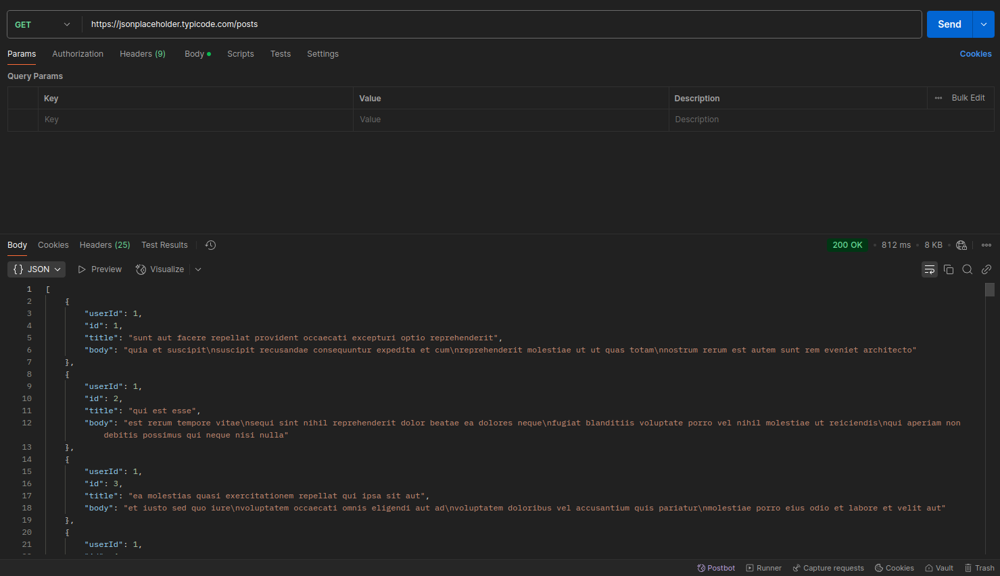 GET https://jsonplaceholder.typicode.com/posts Send
Params Authorization Headers (9) Body Scripts Tests Settings Cookies
Query Params
Key Value Description Bulk Edit
Key Value Description
Body Cookies Headers (25) Test Results 200 OK 812 ms 8 KB
{} JSON Preview Visualize
1 [
2 {
3 "userId": 1,
4 "id": 1,
5 "title": "sunt aut facere repellat provident occaecati excepturi optio reprehenderit",
6 "body": "quia et suscipit\nsuscipit recusandae consequuntur expedita et cum\nreprehenderit molestiae ut ut quas totam\nnostrum rerum est autem sunt rem eveniet architecto"
7 },
8 {
9 "userId": 1,
10 "id": 2,
11 "title": "qui est esse",
12 "body": "est rerum tempore vitae\nsequi sint nihil reprehenderit dolor beatae ea dolores neque\nfugiat blanditiis voluptate porro vel nihil molestiae ut reiciendis\nqui aperiam non
debitis possimus qui neque nisi nulla"
13 },
14 {
15 "userId": 1,
16 "id": 3,
17 "title": "ea molestias quasi exercitationem repellat qui ipsa sit aut",
18 "body": "et iusto sed quo iure\nvoluptatem occaecati omnis eligendi aut ad\nvoluptatem doloribus vel accusantium quis pariatur\nmolestiae porro eius odio et labore et velit aut"
19 },
20 {
21 "userId": 1,
Postbot Runner Capture requests Cookies Vault Trash